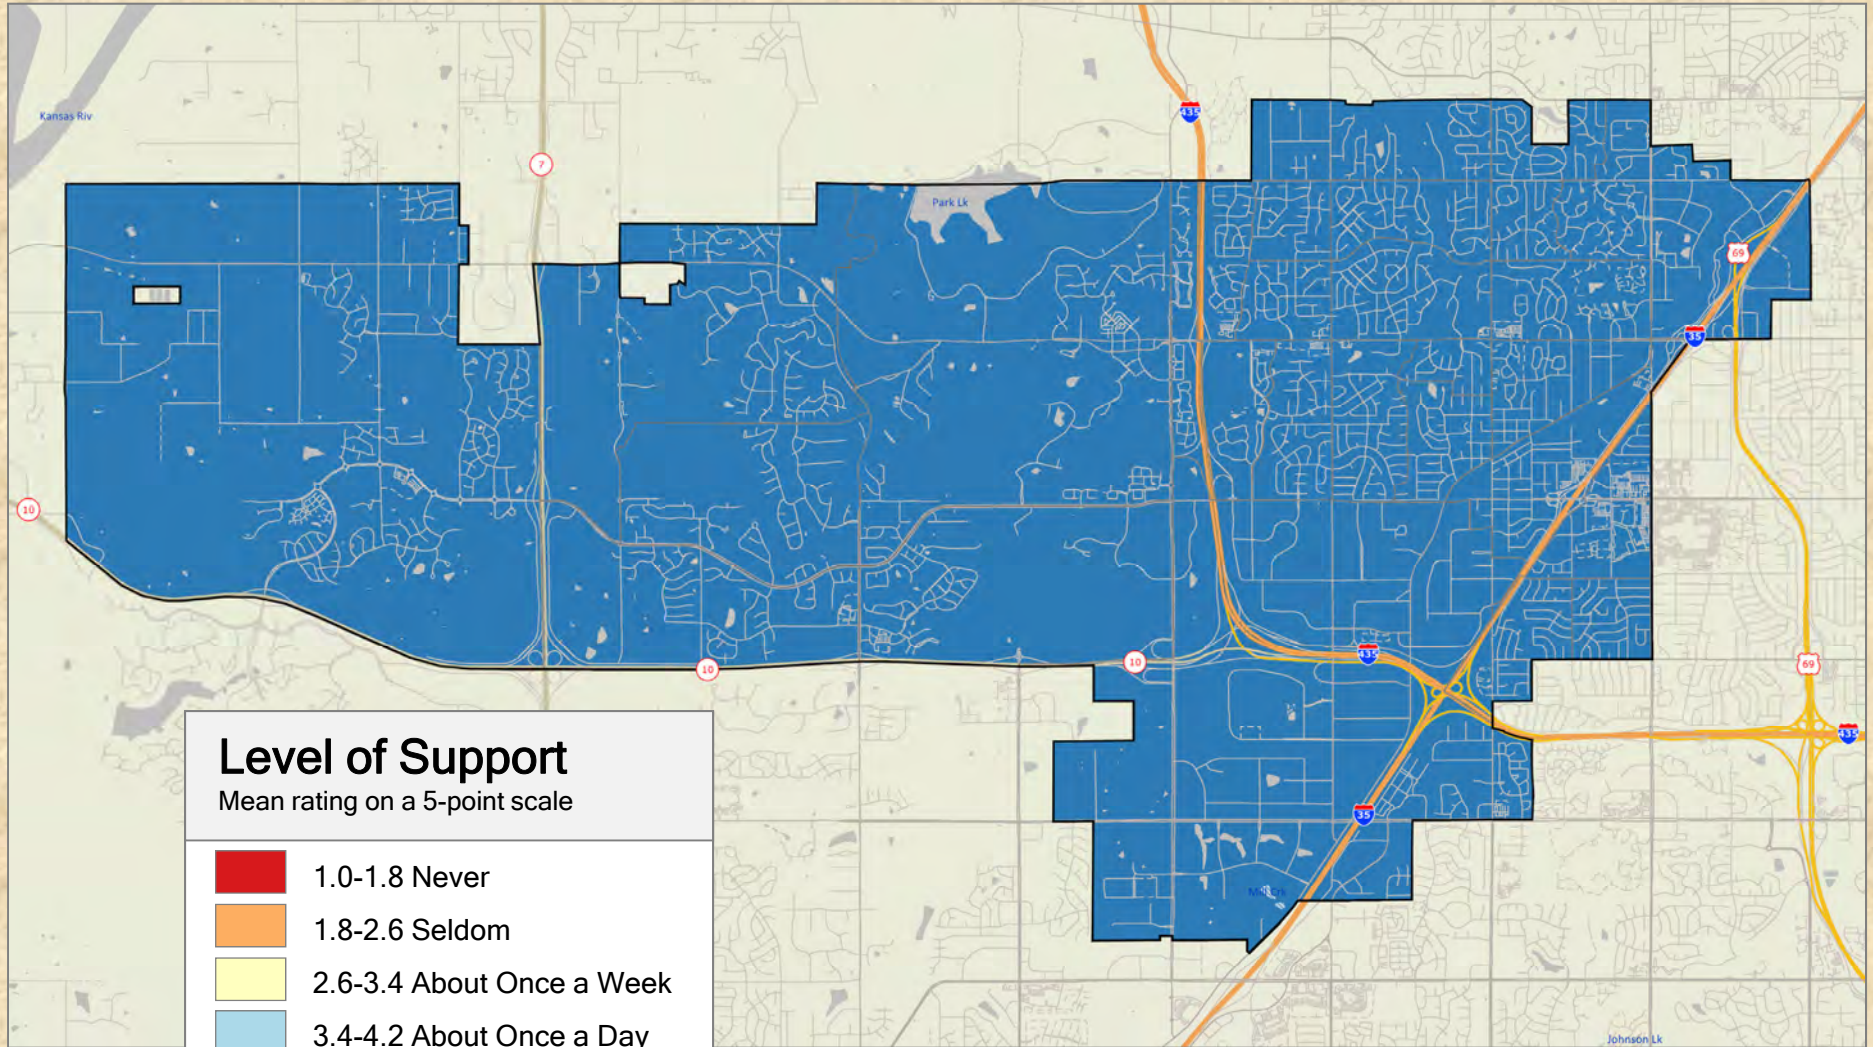 Kansas Riv
435
7
Park Lk
69
35
10
10
10
435
69
435
Level of Support
Mean rating on a 5-point scale
35
1.0-1.8 Never
Mill Crk
1.8-2.6 Seldom
2.6-3.4 About Once a Week
3.4-4.2 About Once a Day
Johnson Lk